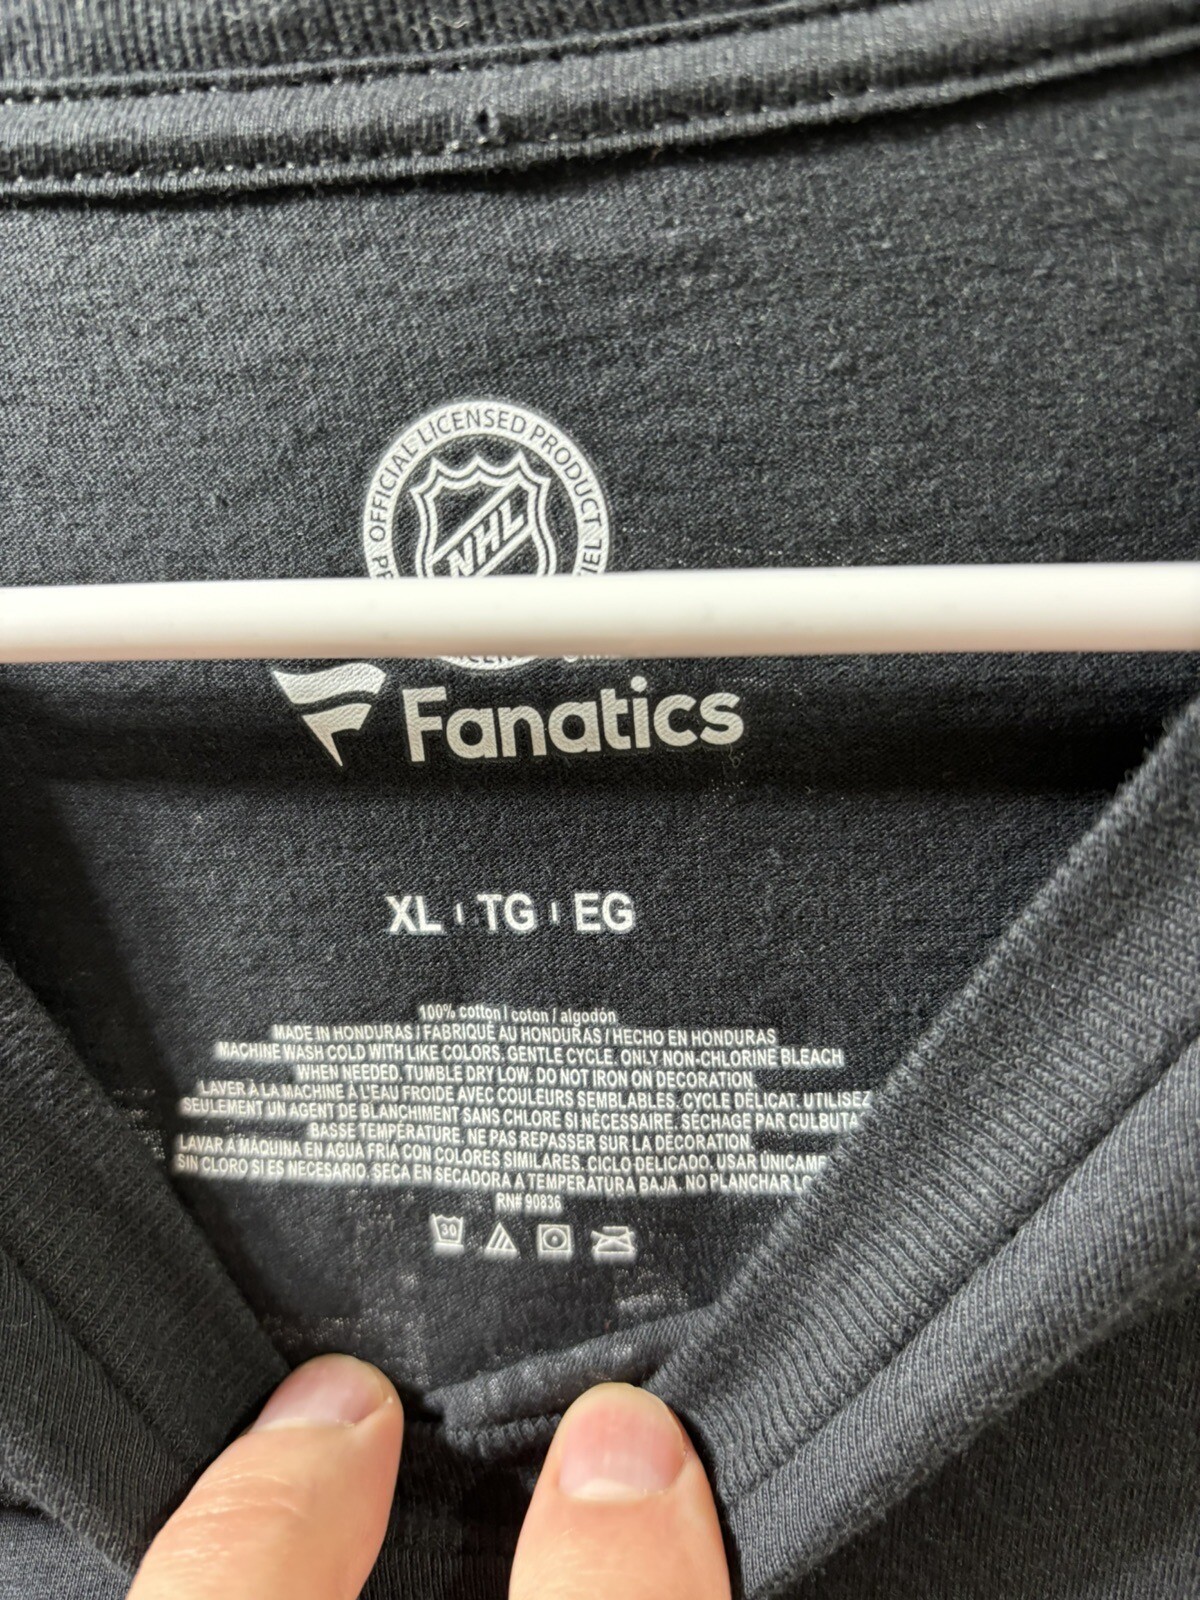 OFFICIAL LICENSED PRODUCT
NHL
Fanatics
XL | TG | EG
100% cotton / coton / algodón
MADE IN HONDURAS / FABRIQUÉ AU HONDURAS / HECHO EN HONDURAS
MACHINE WASH COLD WITH LIKE COLORS. GENTLE CYCLE. ONLY NON-CHLORINE BLEACH
WHEN NEEDED. TUMBLE DRY LOW. DO NOT IRON ON DECORATION.
LAVER À LA MACHINE À L'EAU FROIDE AVEC COULEURS SEMBLABLES. CYCLE DÉLICAT. UTILISEZ
SEULEMENT UN AGENT DE BLANCHIMENT SANS CHLORE SI NÉCESSAIRE. SÉCHAGE PAR CULBUTA
BASSE TEMPÉRATURE. NE PAS REPASSER SUR LA DÉCORATION.
LAVAR A MÁQUINA EN AGUA FRÍA CON COLORES SIMILARES. CICLO DELICADO. USAR ÚNICAME
SIN CLORO SI ES NECESARIO. SECA EN SECADORA A TEMPERATURA BAJA. NO PLANCHAR LO
RN# 90836
30